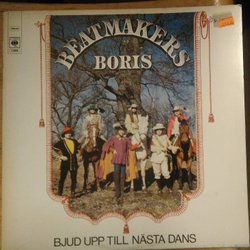 BEATMAKERS
BORIS
BJUD UPP TILL NÄSTA DANS